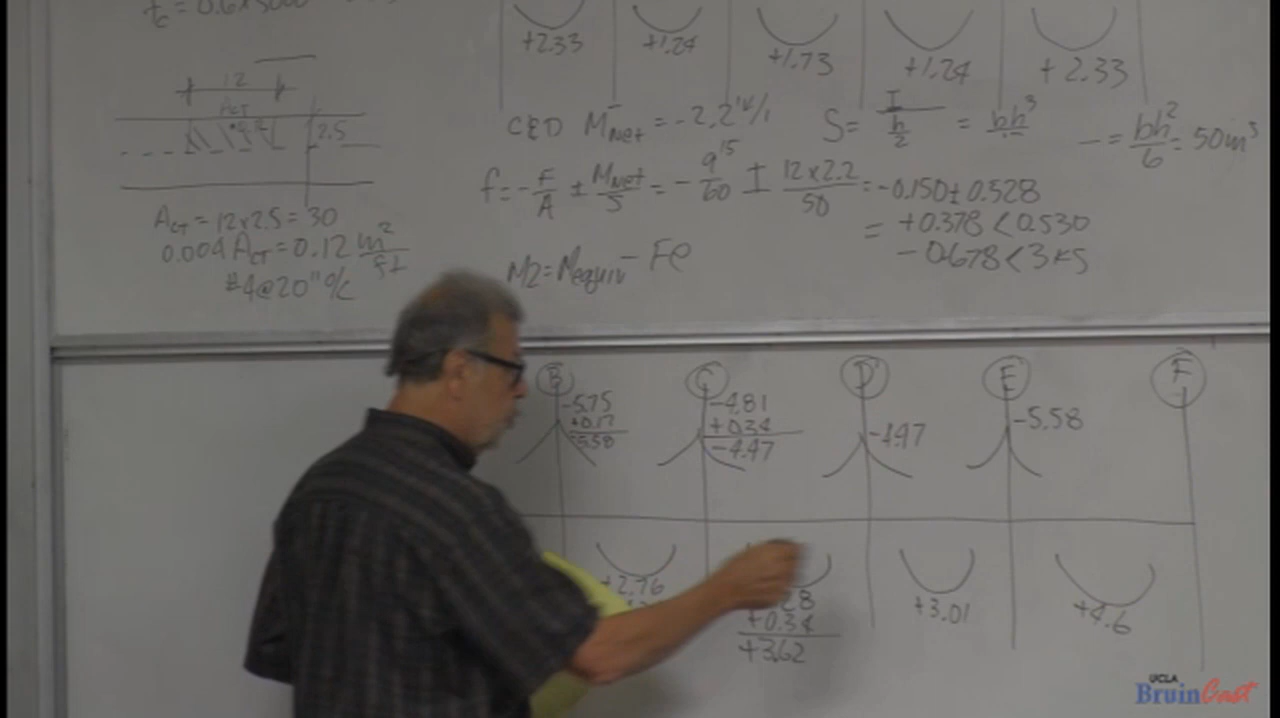 +2.33 +1.24 +1.73 +1.24 +2.33
12
ACT
2.5
ACT = 12x2.5 = 30
0.004 ACT = 0.12 in²/ft
#4@20" o/c
M⁻Net = -2.2'k/1
S = I/(h/2) = bh³ = bh²/6 = 50in³
f = -F/A ± MNet/S = -9/60 ± 12x2.2/50 = -0.150 ± 0.528
= +0.378 < 0.530
-0.678 < 3 KS
M2 = Mequiv - Fe
B C D E F
-5.75
+0.17
-5.58
-4.81
+0.34
-4.47
-4.47
-5.58
+2.76
28
+0.34
+3.62
+3.01
+4.6
UCLA
BruinCast